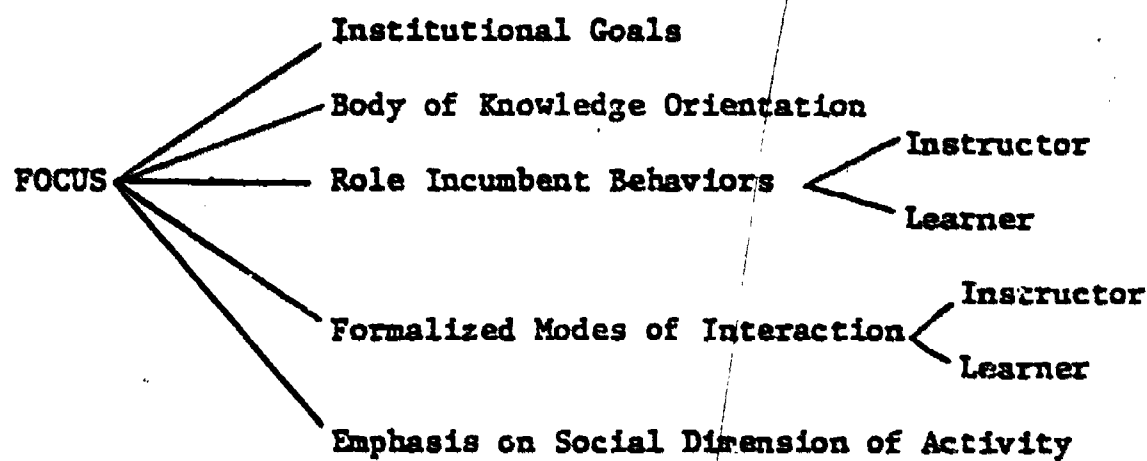 Institutional Goals
Body of Knowledge Orientation
Instructor
FOCUS
Role Incumbent Behaviors
Learner
Instructor
Formalized Modes of Interaction
Learner
Emphasis on Social Dimension of Activity